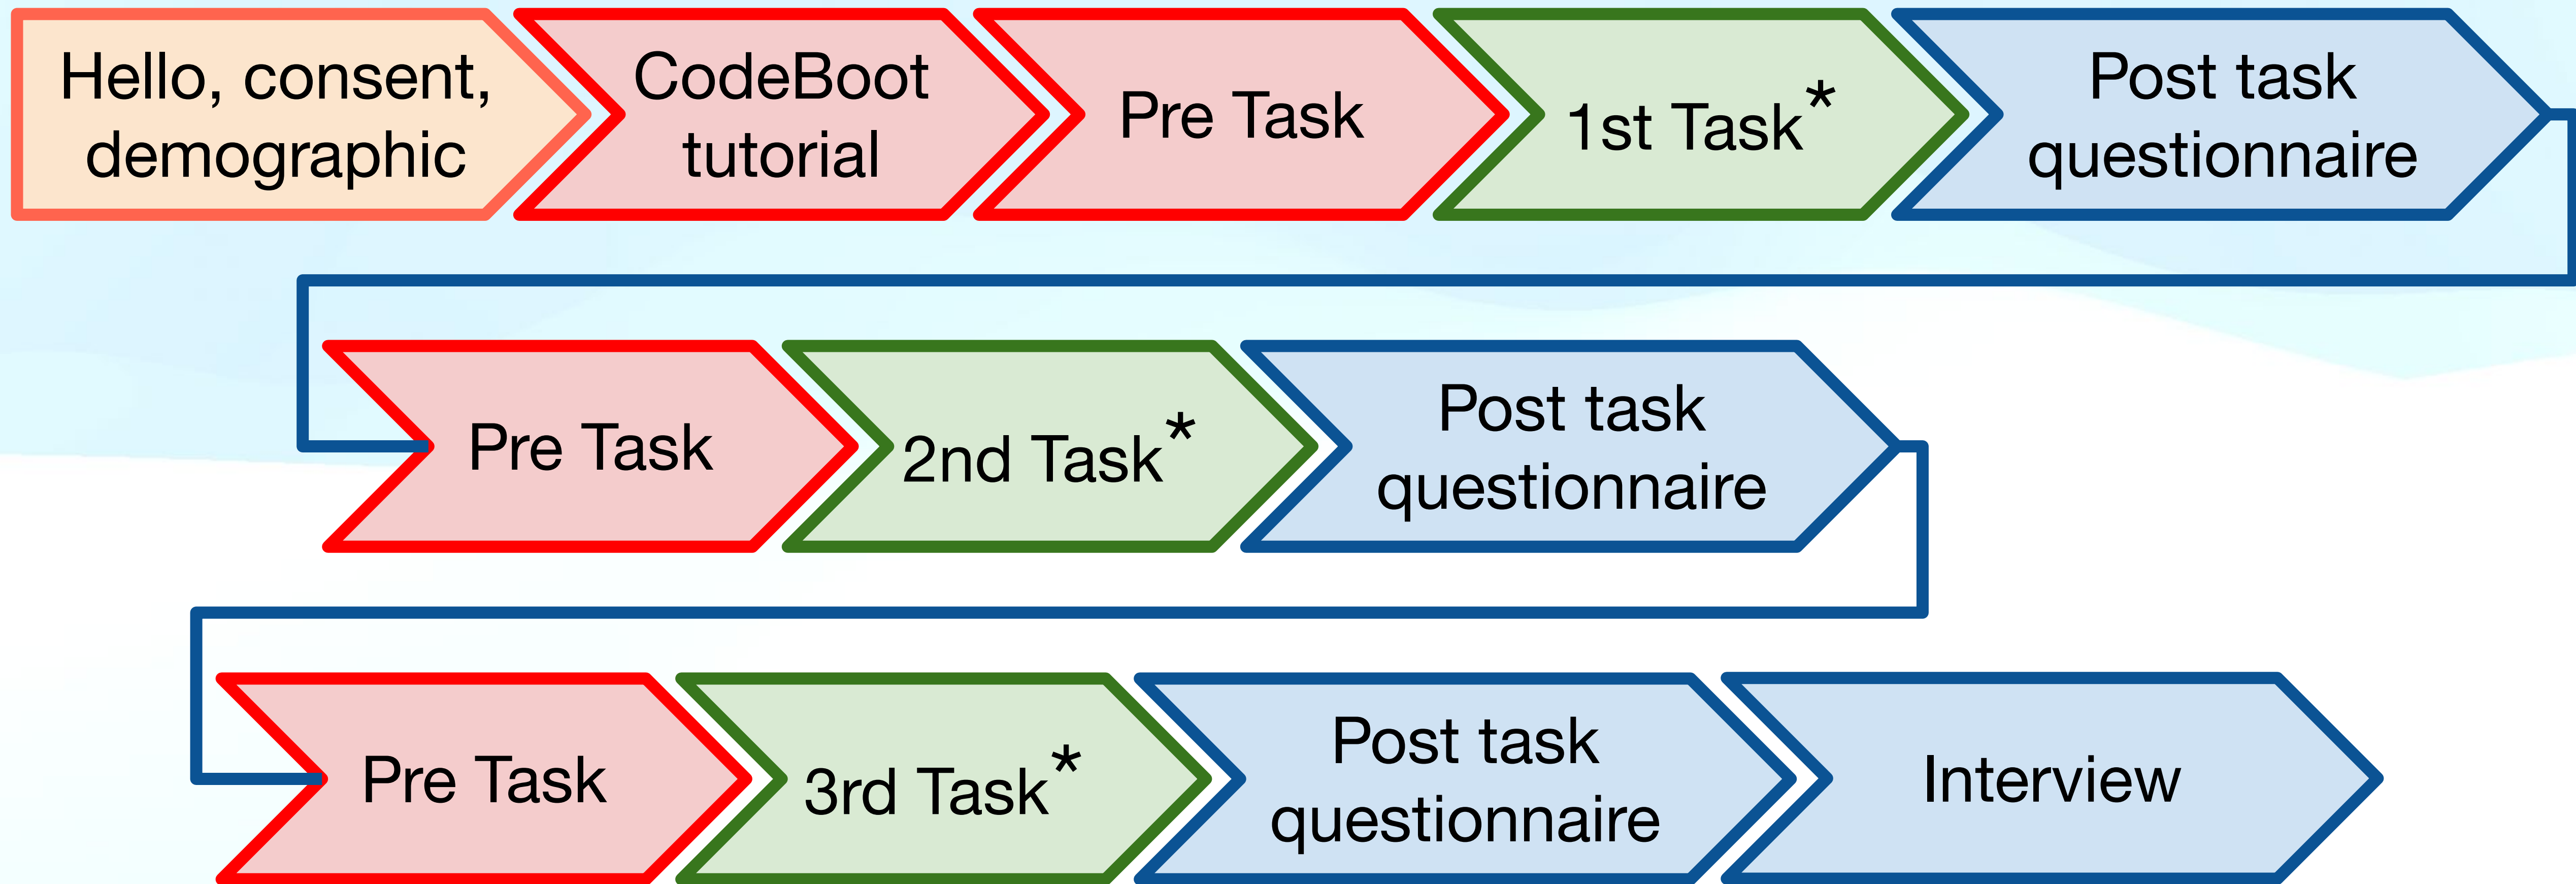 Hello, consent,
demographic
CodeBoot
tutorial
Pre Task
1st Task*
Post task
questionnaire
Pre Task
2nd Task*
Post task
questionnaire
Pre Task
3rd Task*
Post task
questionnaire
Interview